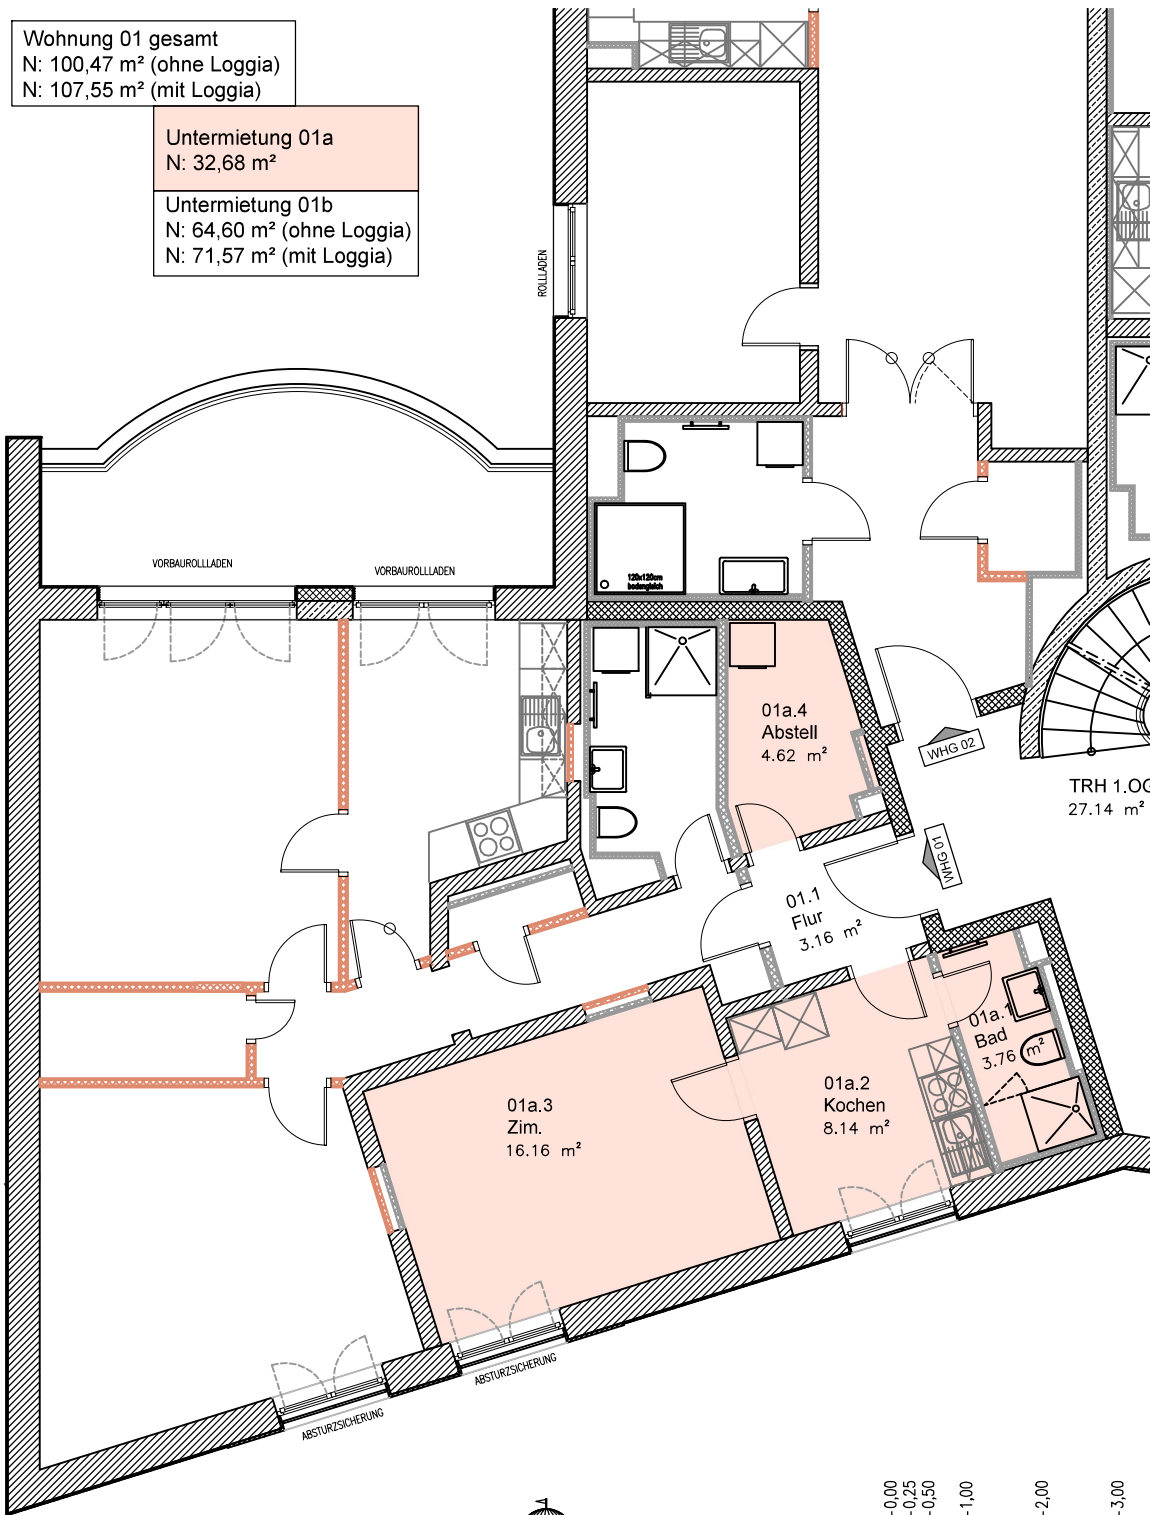 Wohnung 01 gesamt
N: 100,47 m² (ohne Loggia)
N: 107,55 m² (mit Loggia)
Untermietung 01a
N: 32,68 m²
Untermietung 01b
N: 64,60 m² (ohne Loggia)
N: 71,57 m² (mit Loggia)
ROLLLADEN
VORBAUROLLLADEN
VORBAUROLLLADEN
120x120cm
bodengleich
01a.4
Abstell
4.62 m²
WHG 02
TRH 1.OG
27.14 m²
WHG 01
01.1
Flur
3.16 m²
01a.1
Bad
3.76 m²
01a.2
Kochen
8.14 m²
01a.3
Zim.
16.16 m²
ABSTURZSICHERUNG
ABSTURZSICHERUNG
0,00
0,25
0,50
1,00
2,00
3,00